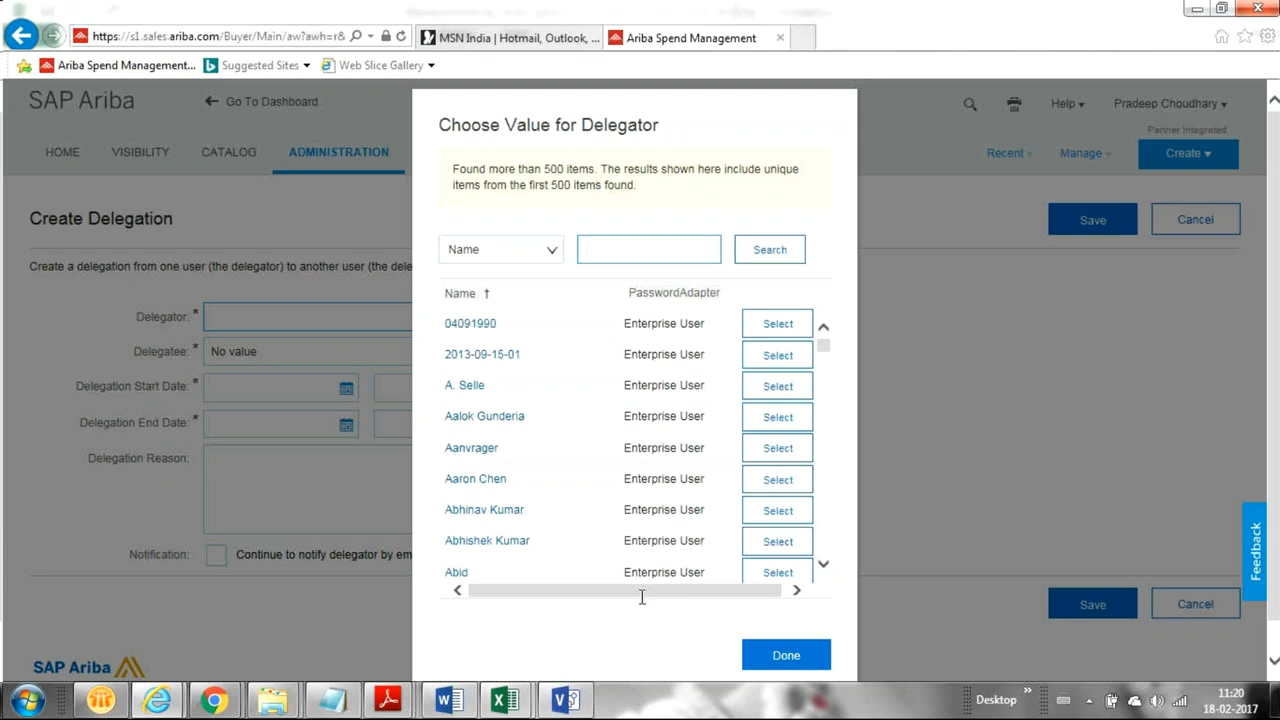 https://s1.sales.ariba.com/Buyer/Main/aw?awh=r&
MSN India | Hotmail, Outlook, ...
Ariba Spend Management
Ariba Spend Management...
Suggested Sites
Web Slice Gallery
SAP Ariba
Go To Dashboard
Help
Pradeep Choudhary
Partner Integrated
HOME
VISIBILITY
CATALOG
ADMINISTRATION
Recent
Manage
Create
Create Delegation
Save
Cancel
Create a delegation from one user (the delegator) to another user (the dele
Delegator: *
Delegatee: * No value
Delegation Start Date: *
Delegation End Date: *
Delegation Reason:
Notification: Continue to notify delegator by em
Choose Value for Delegator
Found more than 500 items. The results shown here include unique
items from the first 500 items found.
Name Search
Name ↑ PasswordAdapter
04091990 Enterprise User Select
2013-09-15-01 Enterprise User Select
A. Selle Enterprise User Select
Aalok Gunderia Enterprise User Select
Aanvrager Enterprise User Select
Aaron Chen Enterprise User Select
Abhinav Kumar Enterprise User Select
Abhishek Kumar Enterprise User Select
Abid Enterprise User Select
Done
Feedback
Save
Cancel
SAP Ariba
Desktop
11:20
18-02-2017